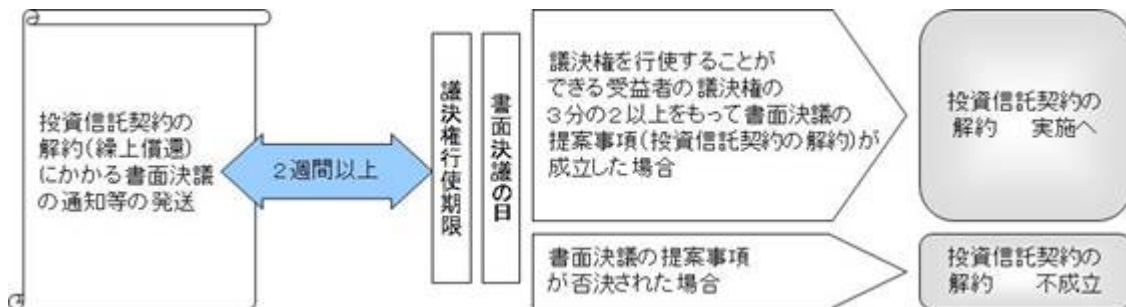 投資信託契約の
解約(繰上償還)
にかかる書面決議
の通知等の発送
2週間以上
議決権行使期限
書面決議の日
議決権を行使することが
できる受益者の議決権の
3分の2以上をもって書面決議の
提案事項(投資信託契約の解約)が
成立した場合
投資信託契約の
解約　実施へ
書面決議の提案事項
が否決された場合
投資信託契約の
解約　不成立